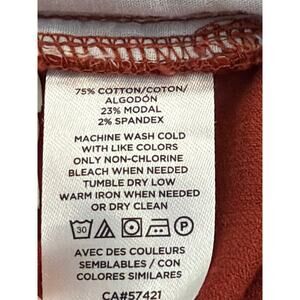 75% COTTON/COTON/
ALGODÓN
23% MODAL
2% SPANDEX
MACHINE WASH COLD
WITH LIKE COLORS
ONLY NON-CHLORINE
BLEACH WHEN NEEDED
TUMBLE DRY LOW
WARM IRON WHEN NEEDED
OR DRY CLEAN
30 P
AVEC DES COULEURS
SEMBLABLES / CON
COLORES SIMILARES
CA#57421